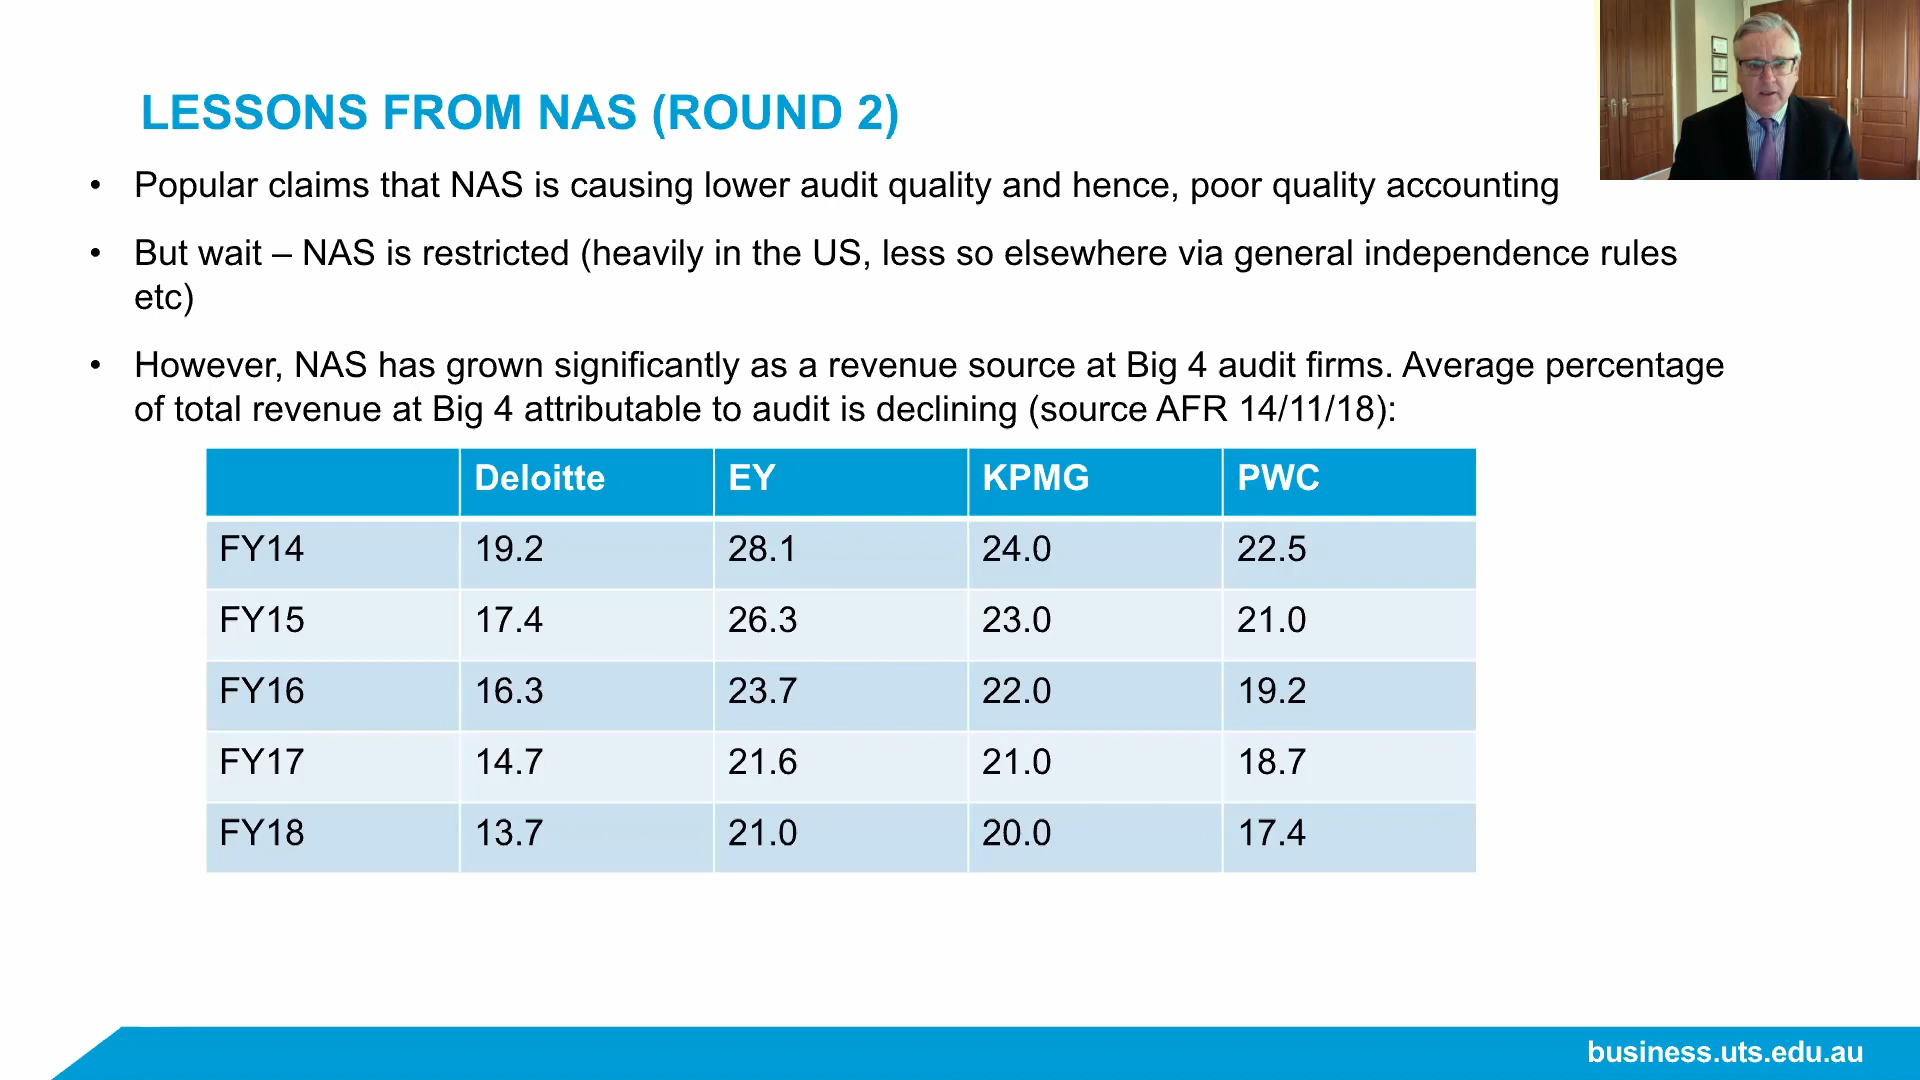 LESSONS FROM NAS (ROUND 2)
• Popular claims that NAS is causing lower audit quality and hence, poor quality accounting
• But wait – NAS is restricted (heavily in the US, less so elsewhere via general independence rules
etc)
• However, NAS has grown significantly as a revenue source at Big 4 audit firms. Average percentage
of total revenue at Big 4 attributable to audit is declining (source AFR 14/11/18):
Deloitte EY KPMG PWC
FY14 19.2 28.1 24.0 22.5
FY15 17.4 26.3 23.0 21.0
FY16 16.3 23.7 22.0 19.2
FY17 14.7 21.6 21.0 18.7
FY18 13.7 21.0 20.0 17.4
business.uts.edu.au